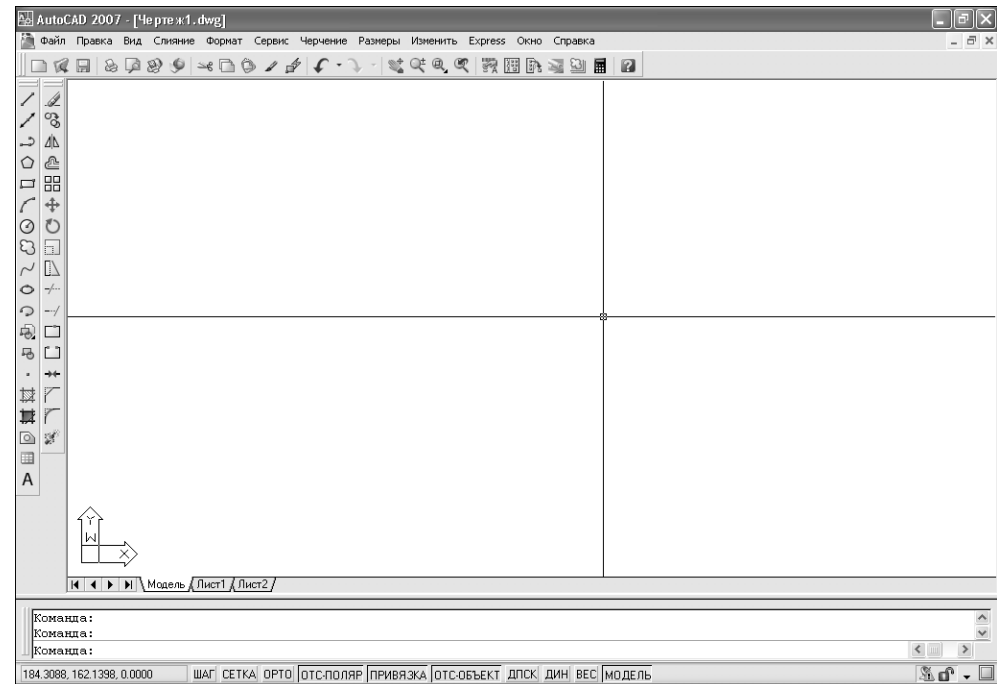 AutoCAD 2007 - [Чертеж1.dwg]
Файл Правка Вид Слияние Формат Сервис Черчение Размеры Изменить Express Окно Справка
A
Y
W
X
Модель Лист1 Лист2
Команда:
Команда:
Команда:
184.3088, 162.1398, 0.0000 ШАГ СЕТКА ОРТО ОТС-ПОЛЯР ПРИВЯЗКА ОТС-ОБЪЕКТ ДПСК ДИН ВЕС МОДЕЛЬ